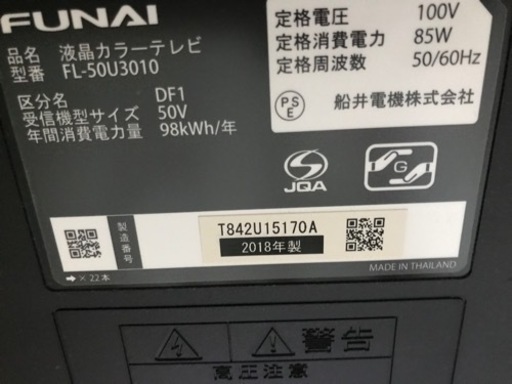 FUNAI
品名 液晶カラーテレビ
型番 FL-50U3010
区分名 DF1
受信機型サイズ 50V
年間消費電力量 98kWh/年
定格電圧 100V
定格消費電力 85W
定格周波数 50/60Hz
PSE 船井電機株式会社
JQA
G
製造番号
T842U15170A
2018年製
→×22本
MADE IN THAILAND
警告
高圧注意